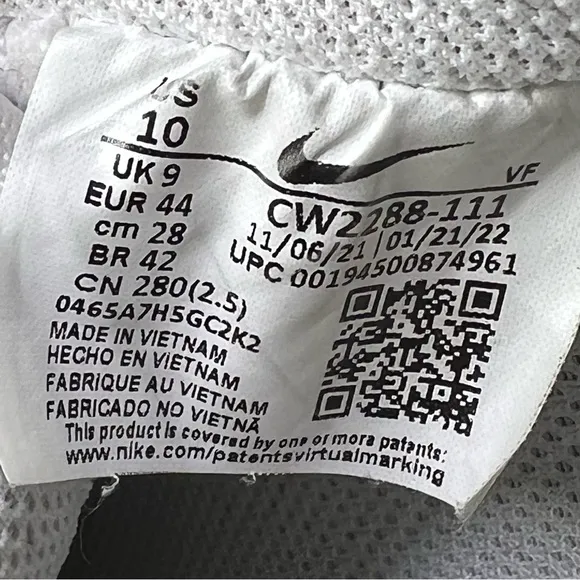 US
10
UK 9
EUR 44
cm 28
BR 42
CN 280(2.5)
0465A7H5GC2K2
MADE IN VIETNAM
HECHO EN VIETNAM
FABRIQUE AU VIETNAM
FABRICADO NO VIETNÃ
VF
CW2288-111
11/06/21 | 01/21/22
UPC 00194500874961
This product is covered by one or more patents:
www.nike.com/patentsvirtualmarking